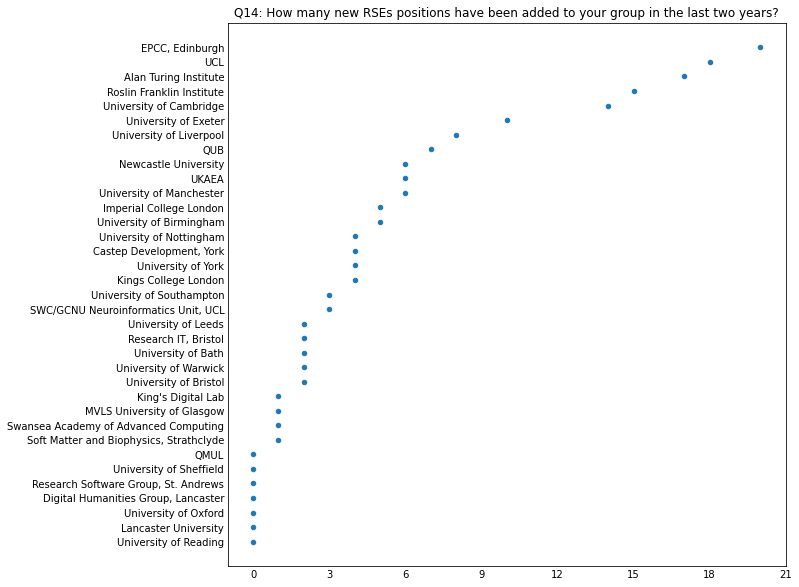 Q14: How many new RSEs positions have been added to your group in the last two years?
EPCC, Edinburgh
UCL
Alan Turing Institute
Roslin Franklin Institute
University of Cambridge
University of Exeter
University of Liverpool
QUB
Newcastle University
UKAEA
University of Manchester
Imperial College London
University of Birmingham
University of Nottingham
Castep Development, York
University of York
Kings College London
University of Southampton
SWC/GCNU Neuroinformatics Unit, UCL
University of Leeds
Research IT, Bristol
University of Bath
University of Warwick
University of Bristol
King's Digital Lab
MVLS University of Glasgow
Swansea Academy of Advanced Computing
Soft Matter and Biophysics, Strathclyde
QMUL
University of Sheffield
Research Software Group, St. Andrews
Digital Humanities Group, Lancaster
University of Oxford
Lancaster University
University of Reading
0 3 6 9 12 15 18 21